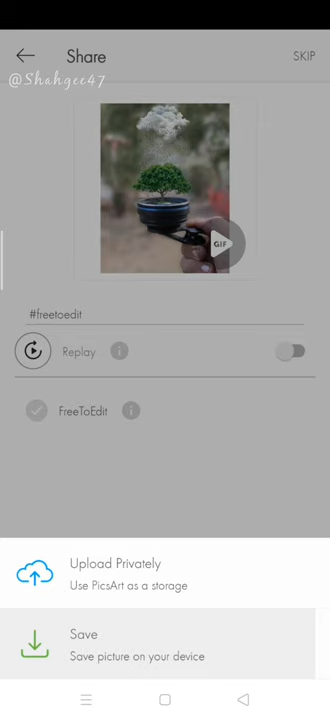 Share
SKIP
@Shahgee47
GIF
#freetoedit
Replay
FreeToEdit
Upload Privately
Use PicsArt as a storage
Save
Save picture on your device